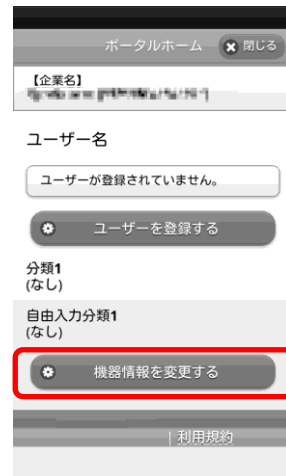 ポータルホーム
閉じる
【企業名】
ユーザー名
ユーザーが登録されていません。
ユーザーを登録する
分類1
(なし)
自由入力分類1
(なし)
機器情報を変更する
| 利用規約